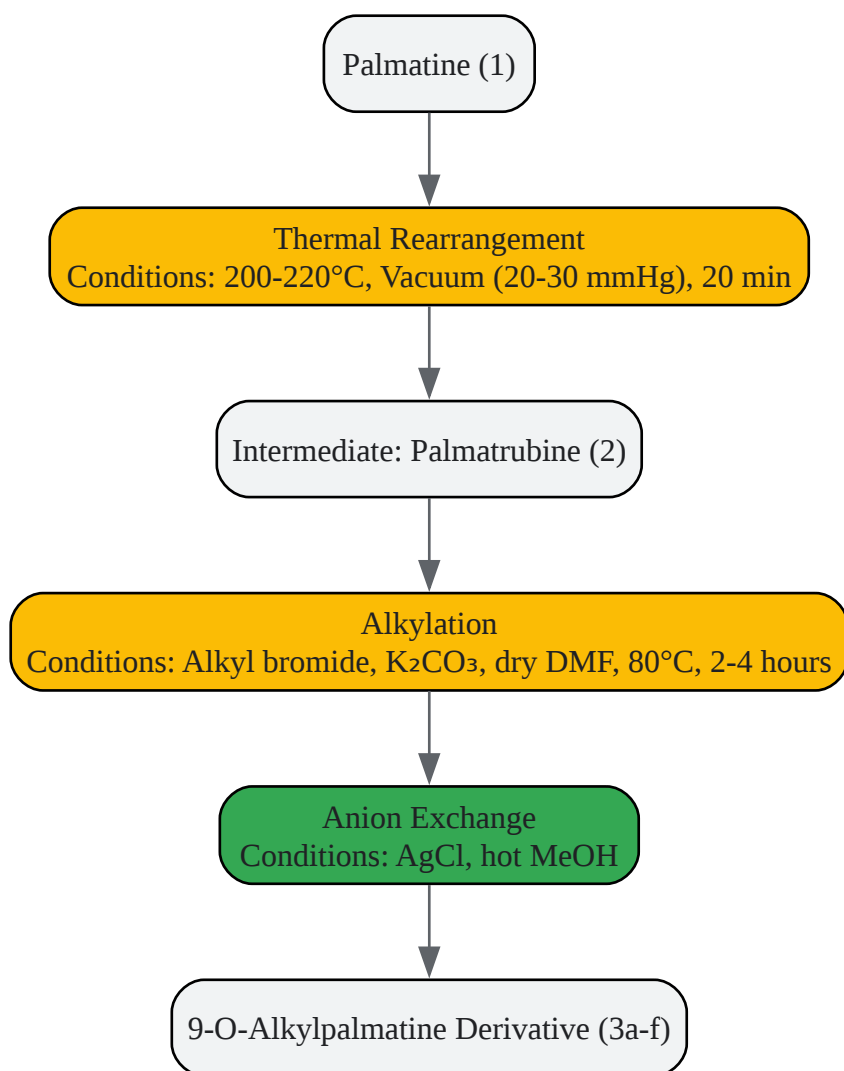 Palmatine (1)
Thermal Rearrangement
Conditions: 200-220°C, Vacuum (20-30 mmHg), 20 min
Intermediate: Palmatrubine (2)
Alkylation
Conditions: Alkyl bromide, K₂CO₃, dry DMF, 80°C, 2-4 hours
Anion Exchange
Conditions: AgCl, hot MeOH
9-O-Alkylpalmatine Derivative (3a-f)